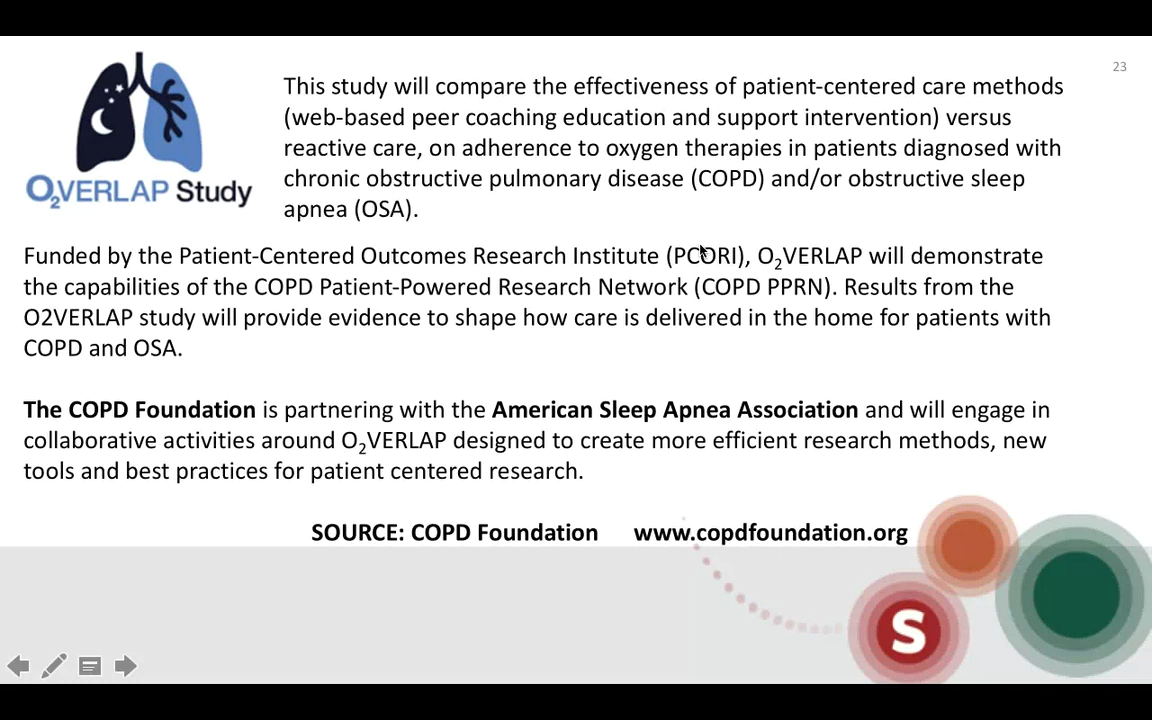 23
O₂VERLAP Study
This study will compare the effectiveness of patient-centered care methods
(web-based peer coaching education and support intervention) versus
reactive care, on adherence to oxygen therapies in patients diagnosed with
chronic obstructive pulmonary disease (COPD) and/or obstructive sleep
apnea (OSA).
Funded by the Patient-Centered Outcomes Research Institute (PCORI), O₂VERLAP will demonstrate
the capabilities of the COPD Patient-Powered Research Network (COPD PPRN). Results from the
O2VERLAP study will provide evidence to shape how care is delivered in the home for patients with
COPD and OSA.
The COPD Foundation is partnering with the American Sleep Apnea Association and will engage in
collaborative activities around O₂VERLAP designed to create more efficient research methods, new
tools and best practices for patient centered research.
SOURCE: COPD Foundation www.copdfoundation.org
S